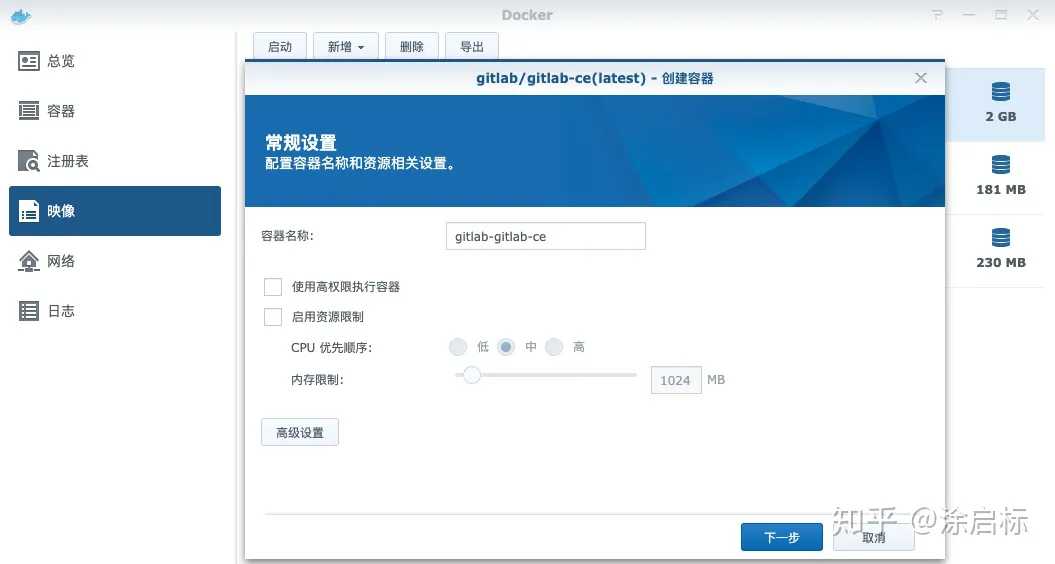 Docker
总览
容器
注册表
映像
网络
日志
启动 新增 删除 导出
gitlab/gitlab-ce(latest) - 创建容器
常规设置
配置容器名称和资源相关设置。
容器名称: gitlab-gitlab-ce
使用高权限执行容器
启用资源限制
CPU 优先顺序: 低 中 高
内存限制: 1024 MB
高级设置
下一步 取消
2 GB
181 MB
230 MB
知乎 @涂启标